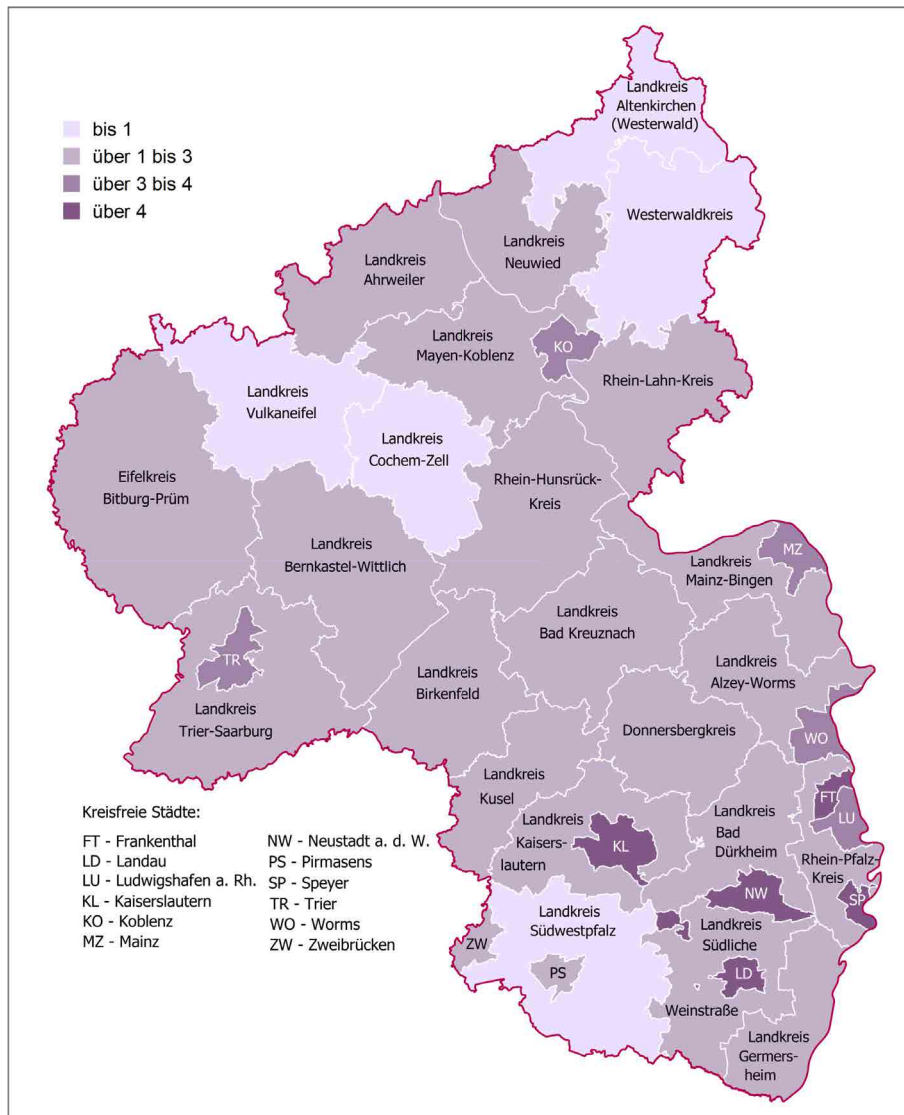 bis 1
über 1 bis 3
über 3 bis 4
über 4
Landkreis
Altenkirchen
(Westerwald)
Westerwaldkreis
Landkreis
Neuwied
Landkreis
Ahrweiler
Landkreis
Mayen-Koblenz
KO
Rhein-Lahn-Kreis
Landkreis
Vulkaneifel
Landkreis
Cochem-Zell
Eifelkreis
Bitburg-Prüm
Rhein-Hunsrück-
Kreis
Landkreis
Bernkastel-Wittlich
Landkreis
Mainz-Bingen
MZ
Landkreis
Bad Kreuznach
TR
Landkreis
Trier-Saarburg
Landkreis
Birkenfeld
Landkreis
Alzey-Worms
Donnersbergkreis
WO
Landkreis
Kusel
Landkreis
Kaisers-
lautern
KL
Landkreis
Bad
Dürkheim
FT
LU
Rhein-Pfalz-
Kreis
NW
SP
Landkreis
Südwestpfalz
ZW
PS
Landkreis
Südliche
LD
Weinstraße
Landkreis
Germers-
heim
Kreisfreie Städte:
FT - Frankenthal
LD - Landau
LU - Ludwigshafen a. Rh.
KL - Kaiserslautern
KO - Koblenz
MZ - Mainz
NW - Neustadt a. d. W.
PS - Pirmasens
SP - Speyer
TR - Trier
WO - Worms
ZW - Zweibrücken